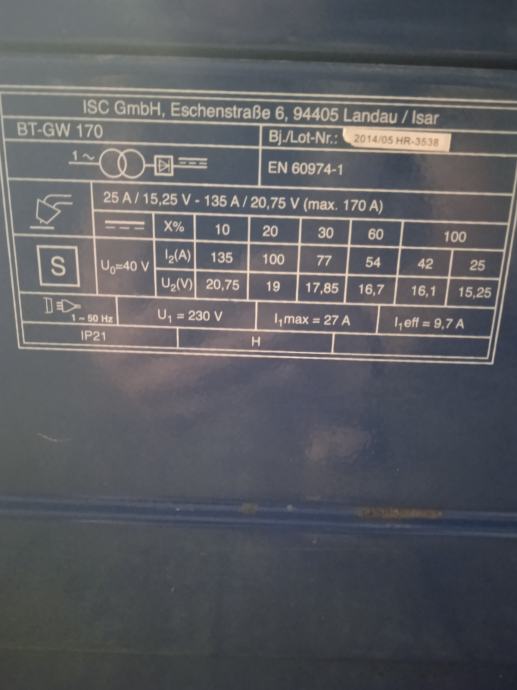 ISC GmbH, Eschenstraße 6, 94405 Landau / Isar
BT-GW 170
Bj./Lot-Nr.: 2014/05 HR-3538
1 ~
EN 60974-1
25 A / 15,25 V - 135 A / 20,75 V (max. 170 A)
X% 10 20 30 60 100
S
U₀=40 V
I₂(A) 135 100 77 54 42 25
U₂(V) 20,75 19 17,85 16,7 16,1 15,25
1 ~ 50 Hz
U₁ = 230 V
I₁max = 27 A
I₁eff = 9,7 A
IP21
H